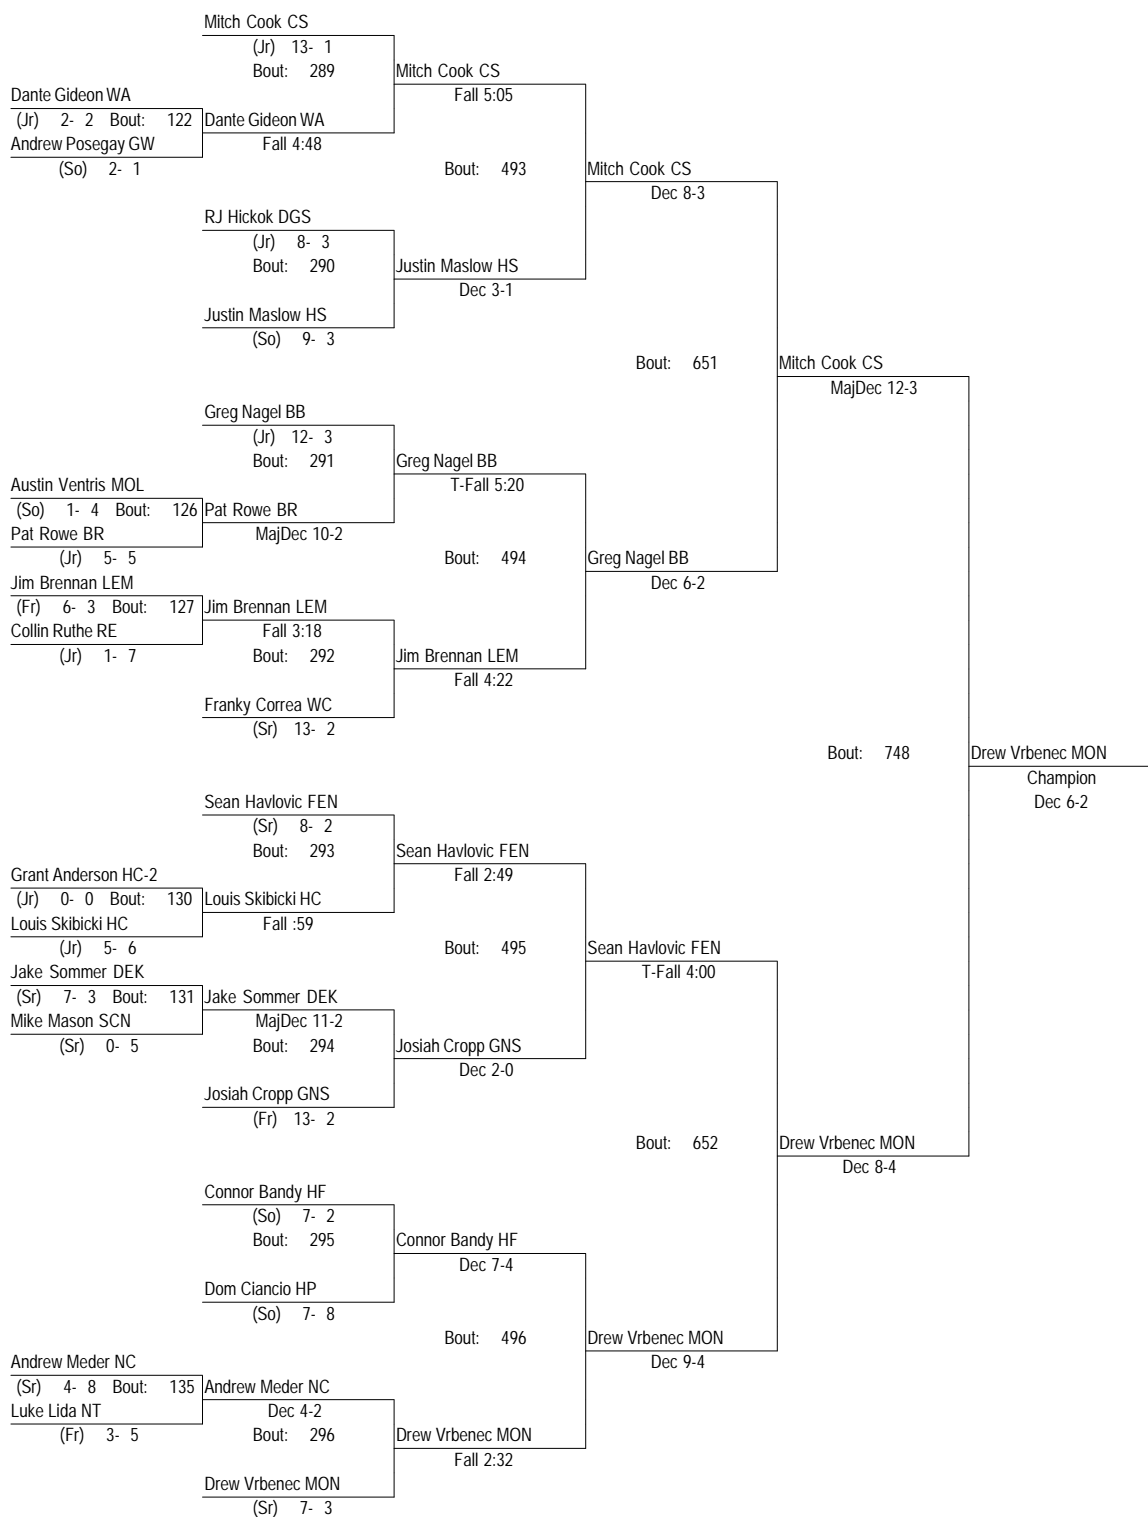 Mitch Cook CS
(Jr) 13- 1
Bout: 289
Mitch Cook CS
Fall 5:05
Dante Gideon WA
(Jr) 2- 2 Bout: 122
Dante Gideon WA
Andrew Posegay GW
Fall 4:48
(So) 2- 1
Bout: 493
Mitch Cook CS
Dec 8-3
RJ Hickok DGS
(Jr) 8- 3
Bout: 290
Justin Maslow HS
Dec 3-1
Justin Maslow HS
(So) 9- 3
Bout: 651
Mitch Cook CS
MajDec 12-3
Greg Nagel BB
(Jr) 12- 3
Bout: 291
Greg Nagel BB
T-Fall 5:20
Austin Ventris MOL
(So) 1- 4 Bout: 126
Pat Rowe BR
Pat Rowe BR
MajDec 10-2
(Jr) 5- 5
Bout: 494
Greg Nagel BB
Dec 6-2
Jim Brennan LEM
(Fr) 6- 3 Bout: 127
Jim Brennan LEM
Collin Ruthe RE
Fall 3:18
(Jr) 1- 7
Bout: 292
Jim Brennan LEM
Fall 4:22
Franky Correa WC
(Sr) 13- 2
Bout: 748
Drew Vrbenec MON
Champion
Dec 6-2
Sean Havlovic FEN
(Sr) 8- 2
Bout: 293
Sean Havlovic FEN
Fall 2:49
Grant Anderson HC-2
(Jr) 0- 0 Bout: 130
Louis Skibicki HC
Louis Skibicki HC
Fall :59
(Jr) 5- 6
Bout: 495
Sean Havlovic FEN
T-Fall 4:00
Jake Sommer DEK
(Sr) 7- 3 Bout: 131
Jake Sommer DEK
Mike Mason SCN
MajDec 11-2
(Sr) 0- 5
Bout: 294
Josiah Cropp GNS
Dec 2-0
Josiah Cropp GNS
(Fr) 13- 2
Bout: 652
Drew Vrbenec MON
Dec 8-4
Connor Bandy HF
(So) 7- 2
Bout: 295
Connor Bandy HF
Dec 7-4
Dom Ciancio HP
(So) 7- 8
Bout: 496
Drew Vrbenec MON
Dec 9-4
Andrew Meder NC
(Sr) 4- 8 Bout: 135
Andrew Meder NC
Luke Lida NT
Dec 4-2
(Fr) 3- 5
Bout: 296
Drew Vrbenec MON
Fall 2:32
Drew Vrbenec MON
(Sr) 7- 3